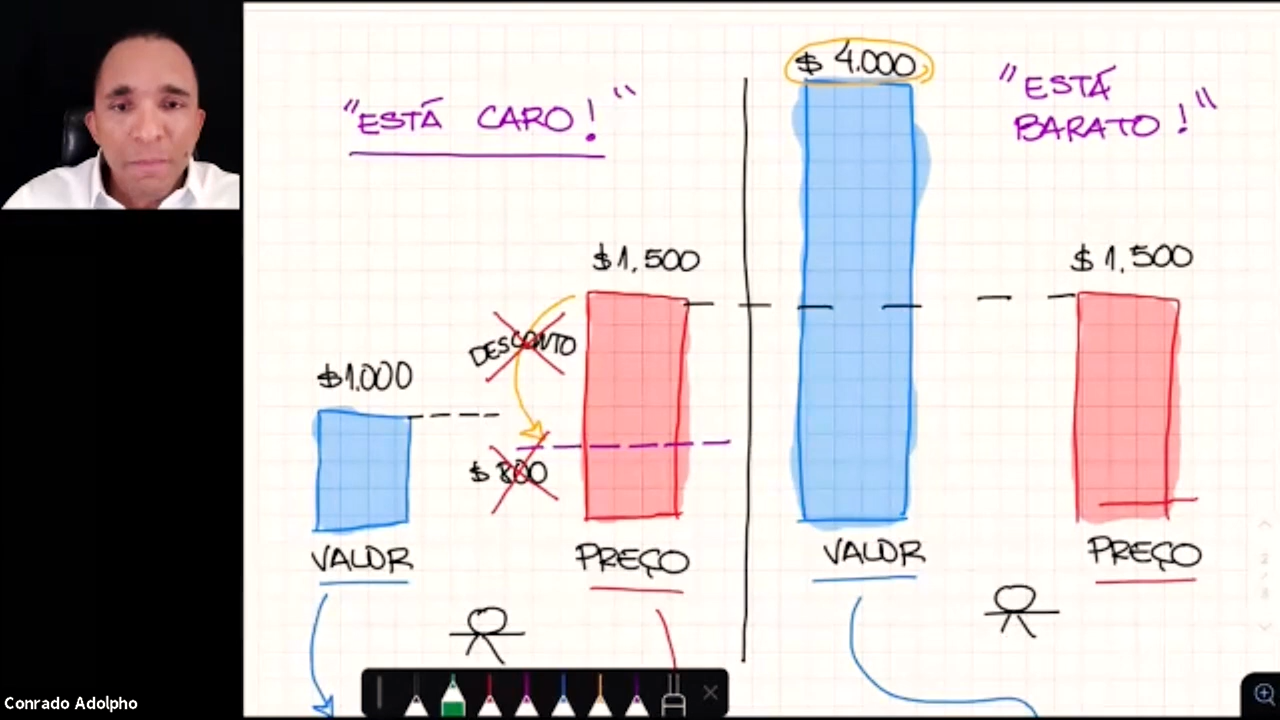 "ESTÁ CARO!"
$1.500
DESCONTO
$1.000
$ 800
VALOR
PREÇO
$ 4.000
"ESTÁ
BARATO!"
$ 1.500
VALOR
PREÇO
Conrado Adolpho